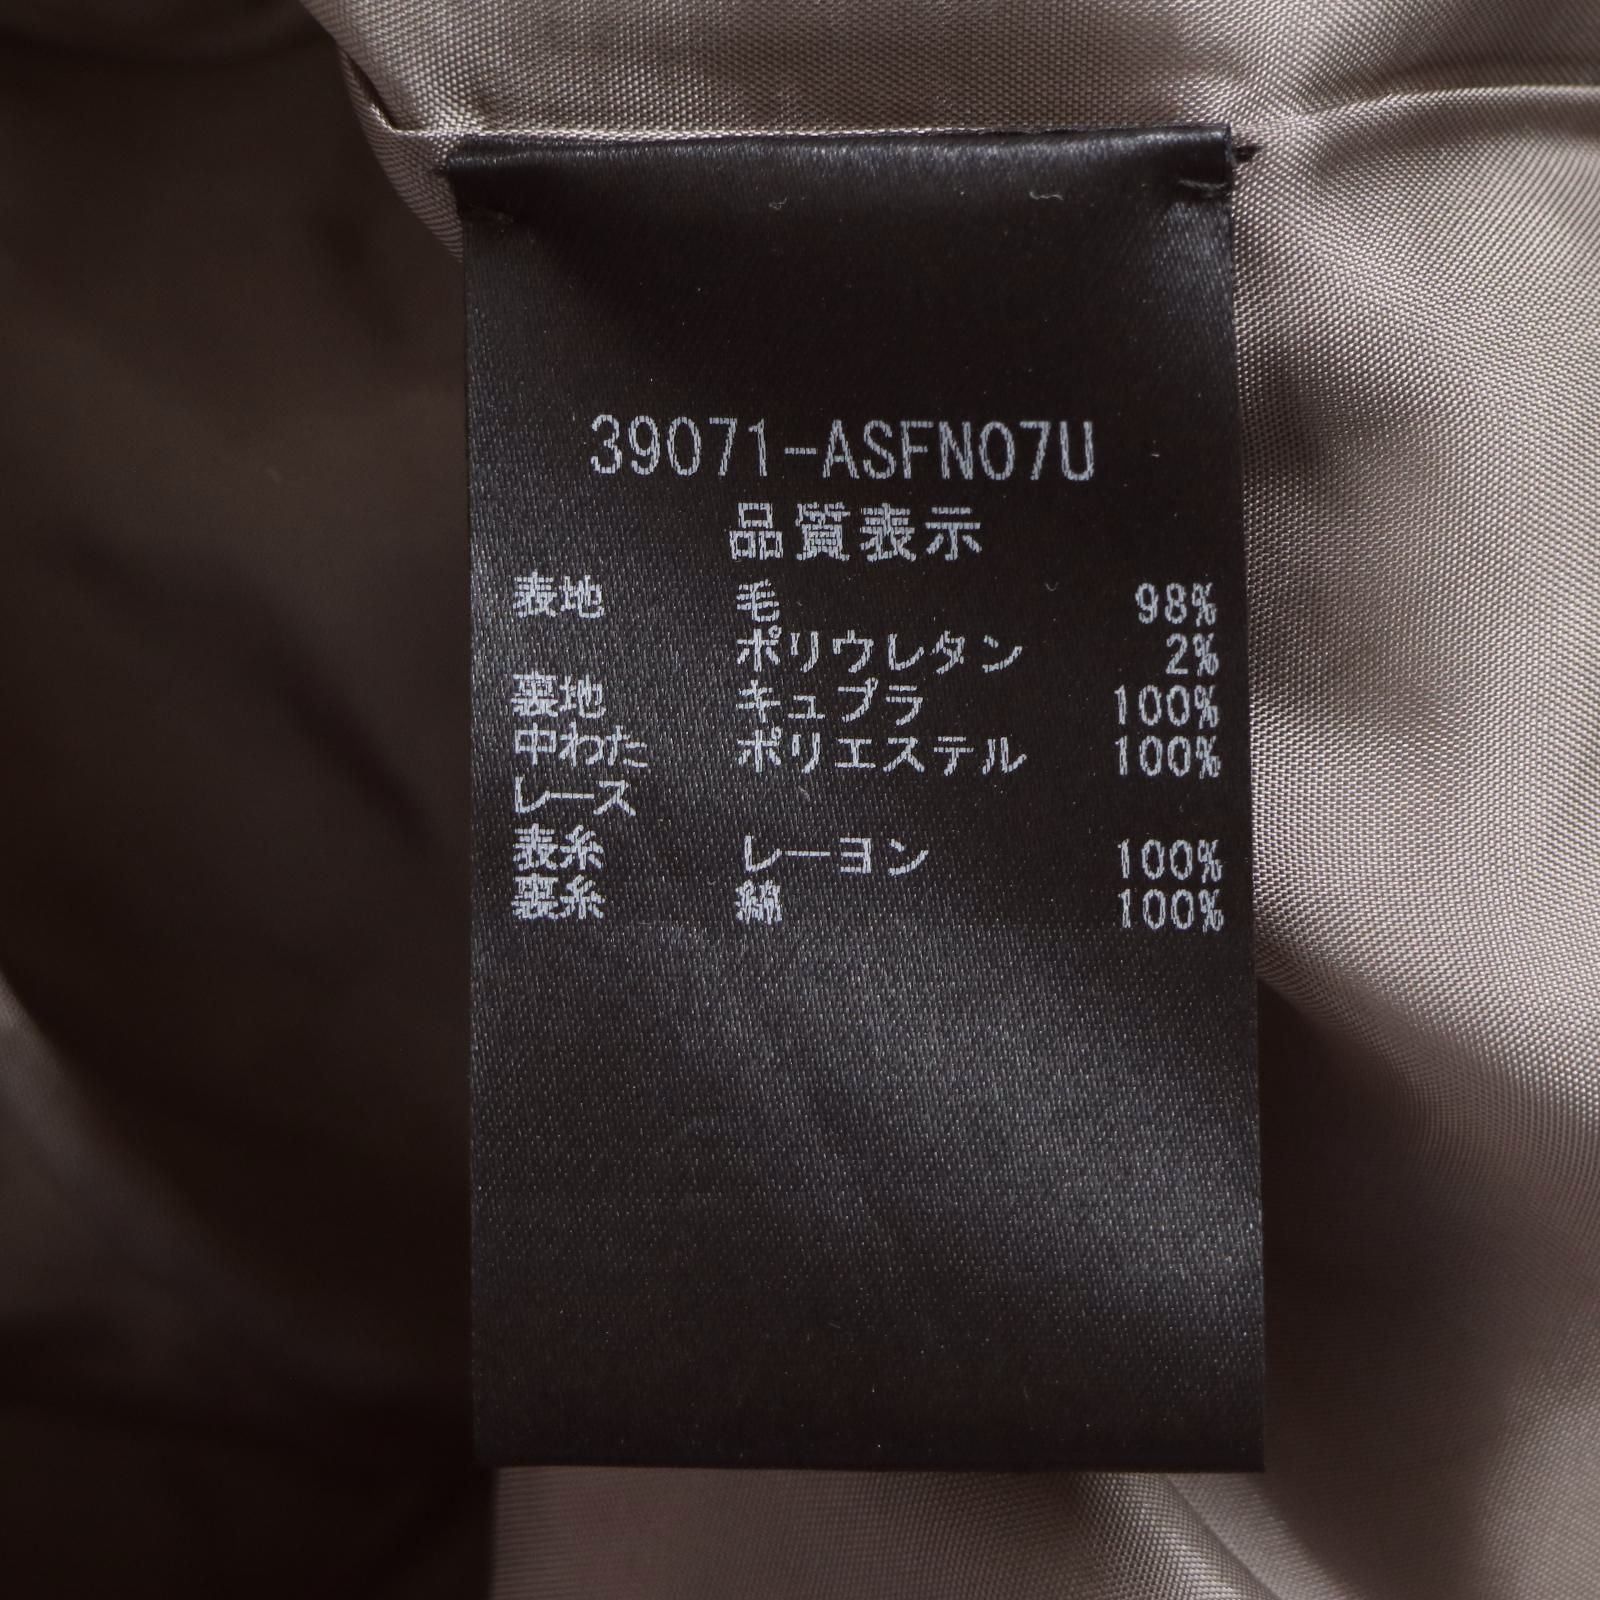 39071-ASFN07U
品質表示
表地 毛 98%
ポリウレタン 2%
裏地 キュプラ 100%
中わた ポリエステル 100%
レース
表糸 レーヨン 100%
裏糸 綿 100%